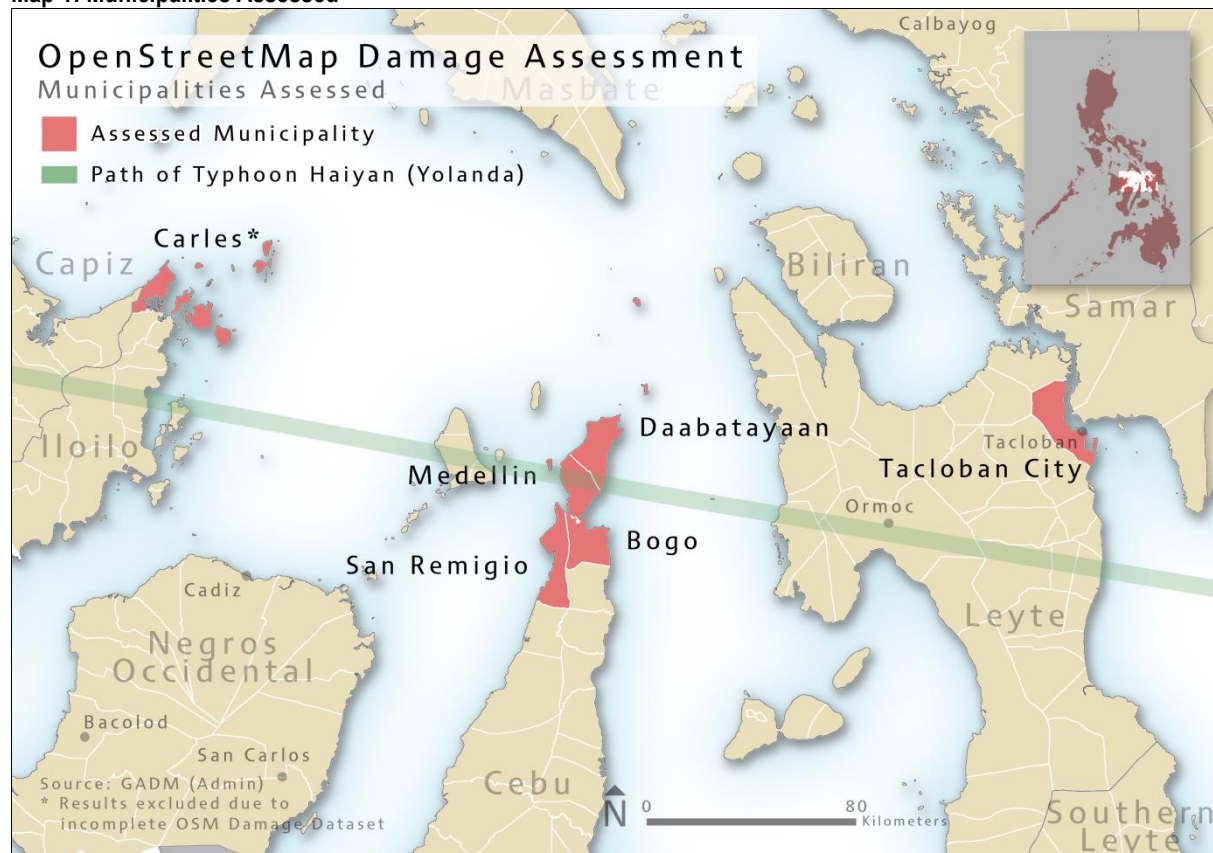 Map 1: Municipalities Assessed
OpenStreetMap Damage Assessment
Municipalities Assessed
Assessed Municipality
Path of Typhoon Haiyan (Yolanda)
Calbayog
Masbate
Carles*
Capiz
Biliran
Samar
Iloilo
Daabatayaan
Medellin
Tacloban
Tacloban City
Ormoc
Bogo
San Remigio
Cadiz
Leyte
Negros
Occidental
Bacolod
San Carlos
Cebu
Source: GADM (Admin)
* Results excluded due to
incomplete OSM Damage Dataset
N
0
80
Kilometers
Southern
Leyte